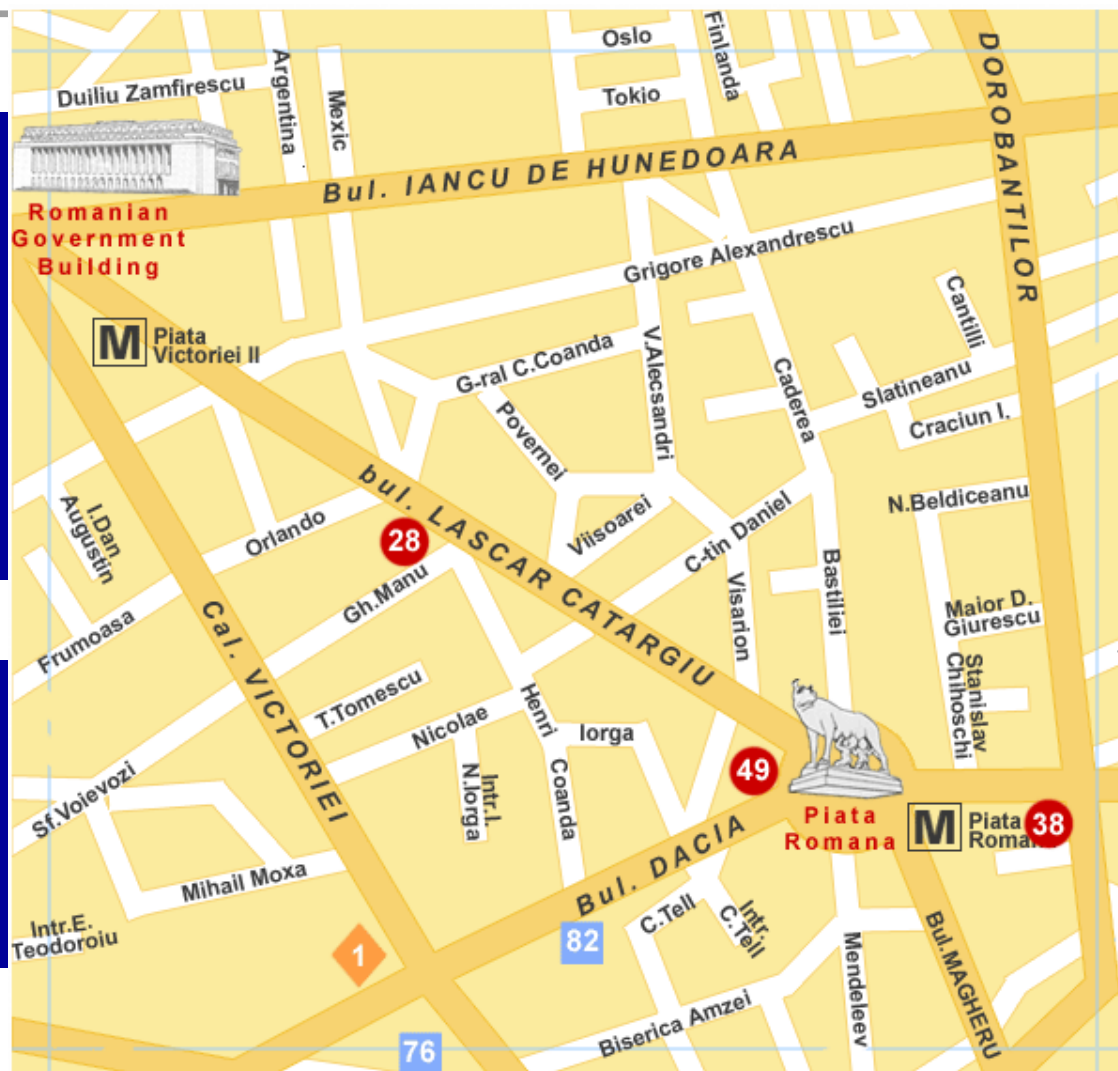 Oslo
Finlanda
DOROBANTILOR
Argentina
Duiliu Zamfirescu
Mexic
Tokio
Bul. IANCU DE HUNEDOARA
Romanian
Government
Building
Grigore Alexandrescu
M Piata
Victoriei II
Cantilli
V.Alecsandri
G-ral C.Coanda
Caderea
Slatineanu
Craciun I.
Povernei
bul. LASCAR CATARGIU
I.Dan
Augustin
Orlando
28
Viisoarei
C-tin Daniel
N.Beldiceanu
Gh.Manu
Visarion
Bastiliei
Maior D.
Giurescu
Frumoasa
Cal. VICTORIEI
Stanislav
Chihoschi
T.Tomescu
Nicolae
Henri
Coanda
Iorga
Intr.I.
N.Iorga
49
Sf.Voievozi
Piata
Romana
M Piata
38
Bul. DACIA
Mihail Moxa
C.Tell
Intr.
C.Tell
Intr.E.
Teodoroiu
1
82
Mendeleev
Bul.MAGHERU
Biserica Amzei
76